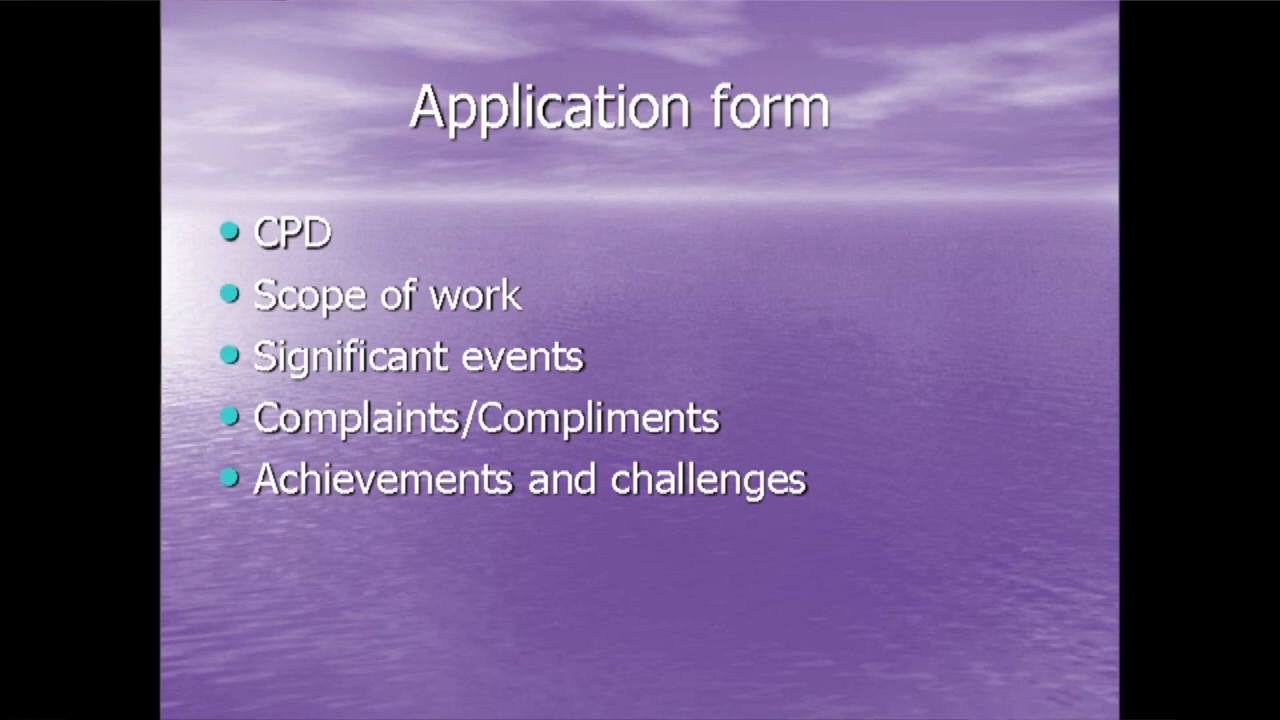 Application form
CPD
Scope of work
Significant events
Complaints/Compliments
Achievements and challenges